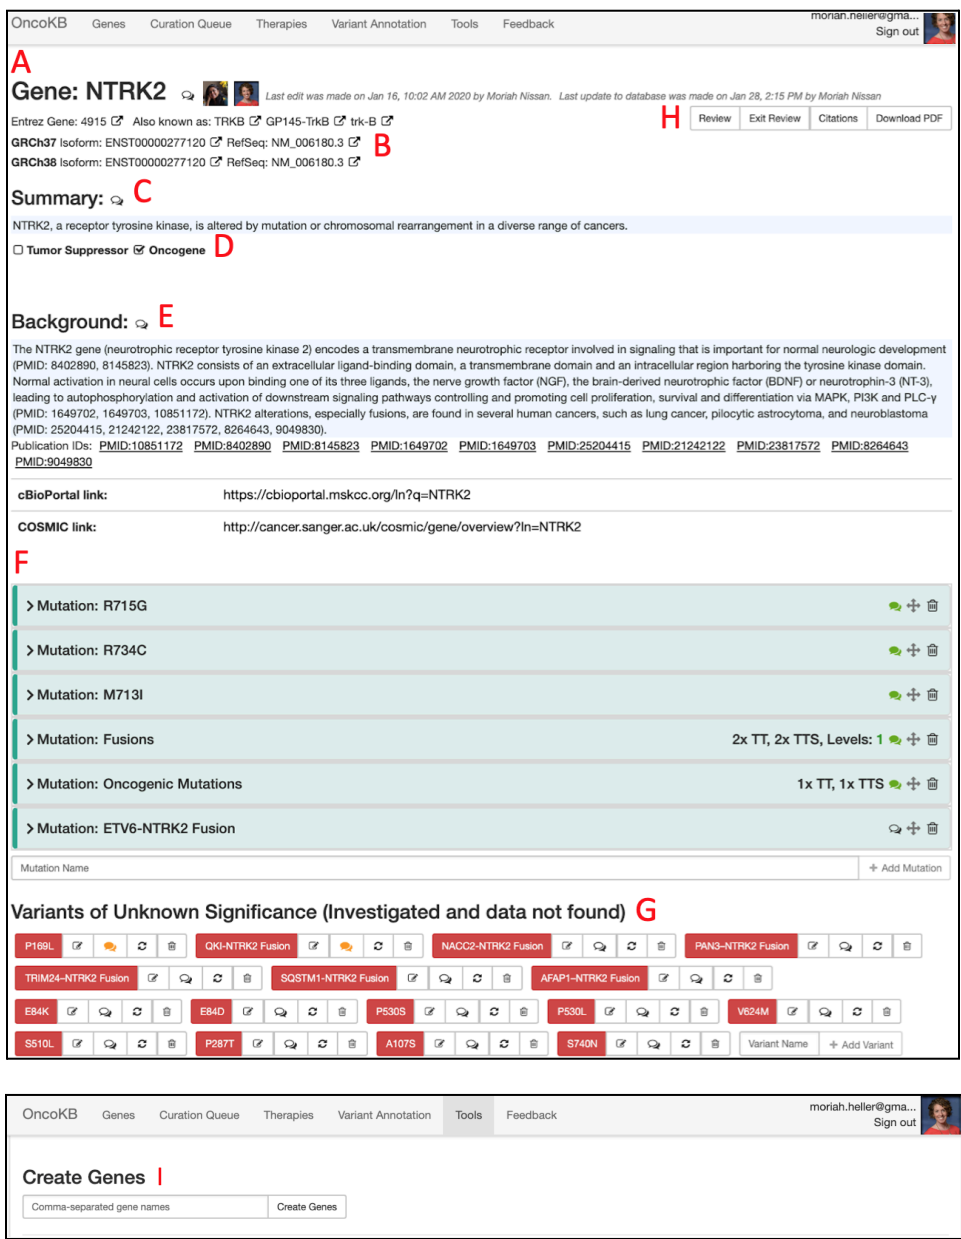 OncoKB Genes Curation Queue Therapies Variant Annotation Tools Feedback moriah.heller@gma...
Sign out
A
Gene: NTRK2 Last edit was made on Jan 16, 10:02 AM 2020 by Moriah Nissan. Last update to database was made on Jan 28, 2:15 PM by Moriah Nissan
Entrez Gene: 4915 Also known as: TRKB GP145-TrkB trk-B H Review Exit Review Citations Download PDF
GRCh37 Isoform: ENST00000277120 RefSeq: NM_006180.3 B
GRCh38 Isoform: ENST00000277120 RefSeq: NM_006180.3
Summary: C
NTRK2, a receptor tyrosine kinase, is altered by mutation or chromosomal rearrangement in a diverse range of cancers.
Tumor Suppressor Oncogene D
Background: E
The NTRK2 gene (neurotrophic receptor tyrosine kinase 2) encodes a transmembrane neurotrophic receptor involved in signaling that is important for normal neurologic development
(PMID: 8402890, 8145823). NTRK2 consists of an extracellular ligand-binding domain, a transmembrane domain and an intracellular region harboring the tyrosine kinase domain.
Normal activation in neural cells occurs upon binding one of its three ligands, the nerve growth factor (NGF), the brain-derived neurotrophic factor (BDNF) or neurotrophin-3 (NT-3),
leading to autophosphorylation and activation of downstream signaling pathways controlling and promoting cell proliferation, survival and differentiation via MAPK, PI3K and PLC-γ
(PMID: 1649702, 1649703, 10851172). NTRK2 alterations, especially fusions, are found in several human cancers, such as lung cancer, pilocytic astrocytoma, and neuroblastoma
(PMID: 25204415, 21242122, 23817572, 8264643, 9049830).
Publication IDs: PMID:10851172 PMID:8402890 PMID:8145823 PMID:1649702 PMID:1649703 PMID:25204415 PMID:21242122 PMID:23817572 PMID:8264643
PMID:9049830
cBioPortal link: https://cbioportal.mskcc.org/ln?q=NTRK2
COSMIC link: http://cancer.sanger.ac.uk/cosmic/gene/overview?ln=NTRK2
F
Mutation: R715G
Mutation: R734C
Mutation: M713I
Mutation: Fusions 2x TT, 2x TTS, Levels: 1
Mutation: Oncogenic Mutations 1x TT, 1x TTS
Mutation: ETV6-NTRK2 Fusion
Mutation Name + Add Mutation
Variants of Unknown Significance (Investigated and data not found) G
P169L QKI-NTRK2 Fusion NACC2-NTRK2 Fusion PAN3–NTRK2 Fusion
TRIM24–NTRK2 Fusion SQSTM1-NTRK2 Fusion AFAP1–NTRK2 Fusion
E84K E84D P530S P530L V624M
S510L P287T A107S S740N Variant Name + Add Variant
OncoKB Genes Curation Queue Therapies Variant Annotation Tools Feedback moriah.heller@gma...
Sign out
Create Genes I
Comma-separated gene names Create Genes